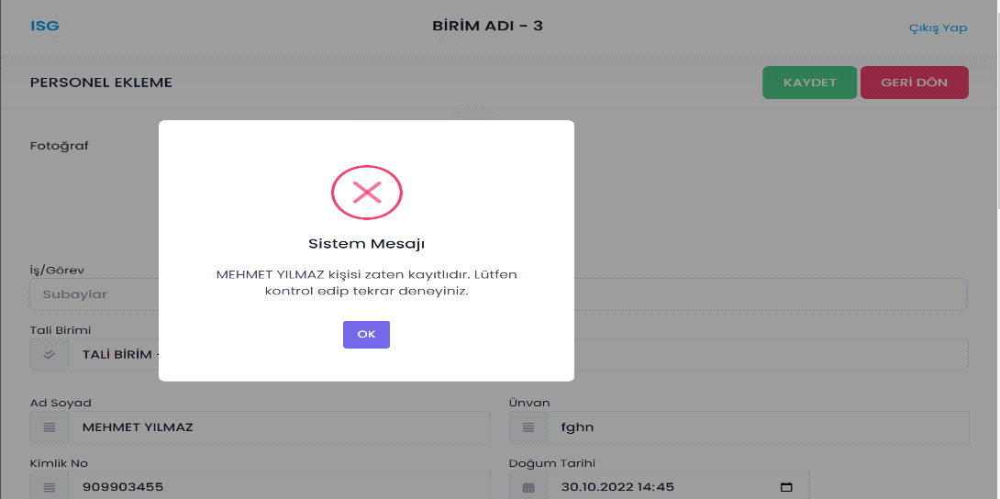 ISG
BİRİM ADI - 3
Çıkış Yap
PERSONEL EKLEME
KAYDET
GERİ DÖN
Fotoğraf
Sistem Mesajı
MEHMET YILMAZ kişisi zaten kayıtlıdır. Lütfen
kontrol edip tekrar deneyiniz.
OK
İş/Görev
Subaylar
Tali Birimi
TALİ BİRİM -
Ad Soyad
Ünvan
MEHMET YILMAZ
fghn
Kimlik No
Doğum Tarihi
909903455
30.10.2022 14:45